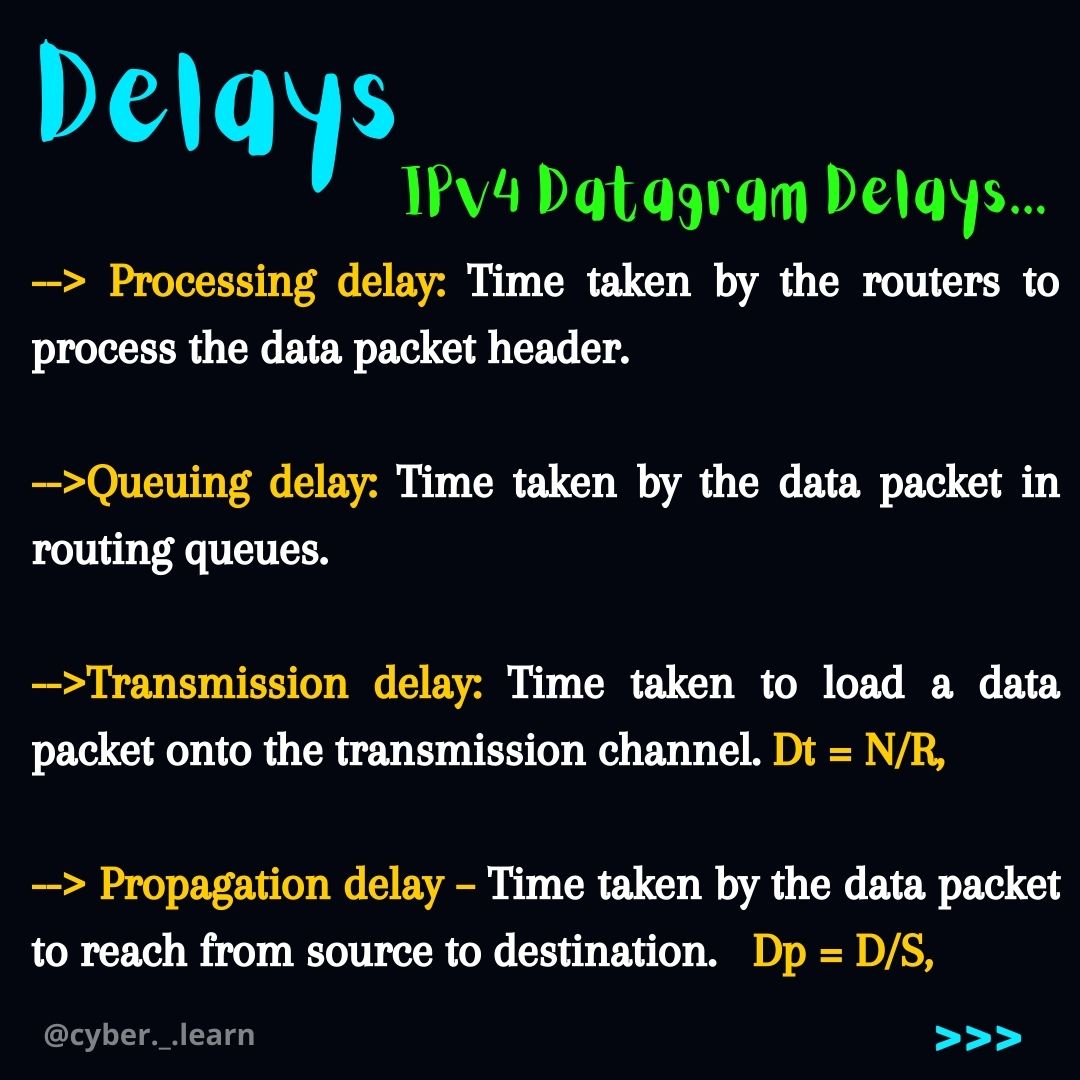 Delays
IPv4 Datagram Delays...
--> Processing delay: Time taken by the routers to
process the data packet header.
-->Queuing delay: Time taken by the data packet in
routing queues.
-->Transmission delay: Time taken to load a data
packet onto the transmission channel. Dt = N/R,
--> Propagation delay – Time taken by the data packet
to reach from source to destination. Dp = D/S,
@cyber._.learn
>>>